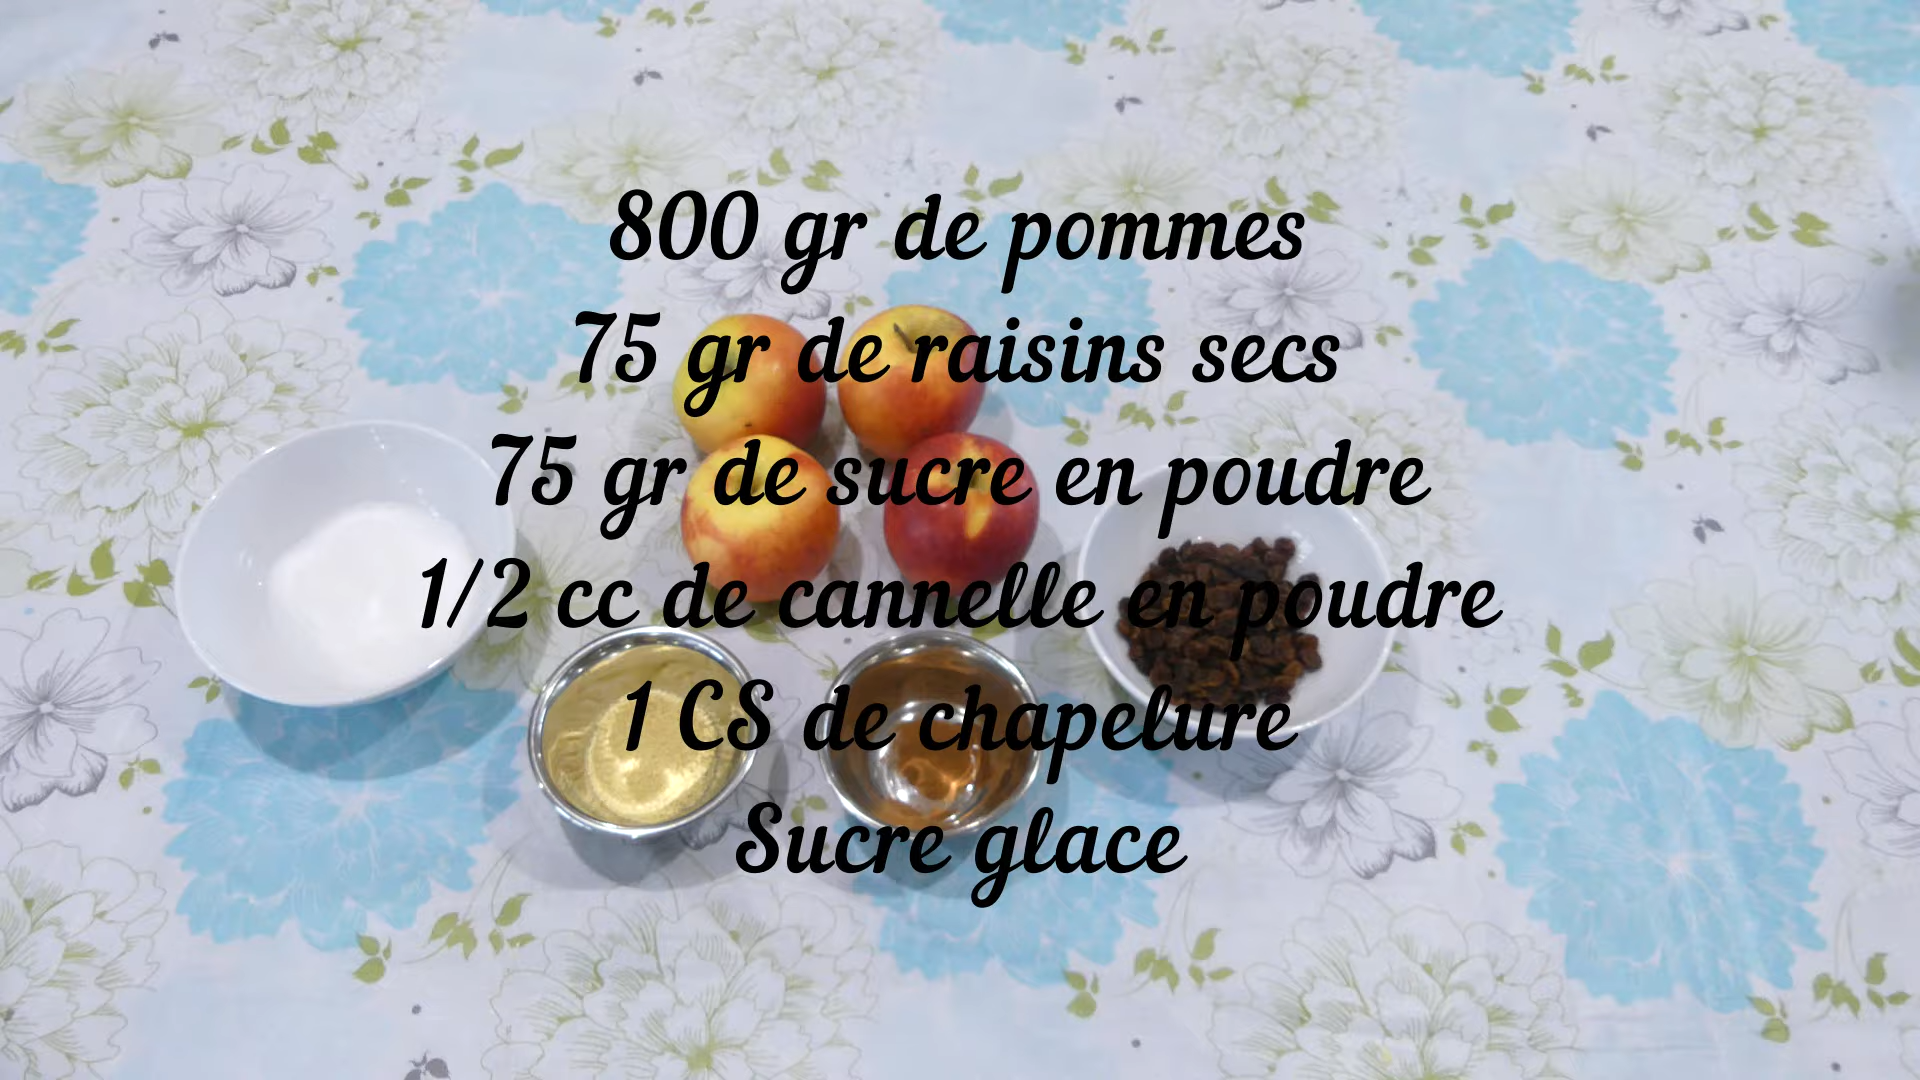 800 gr de pommes
75 gr de raisins secs
75 gr de sucre en poudre
1/2 cc de cannelle en poudre
1 CS de chapelure
Sucre glace